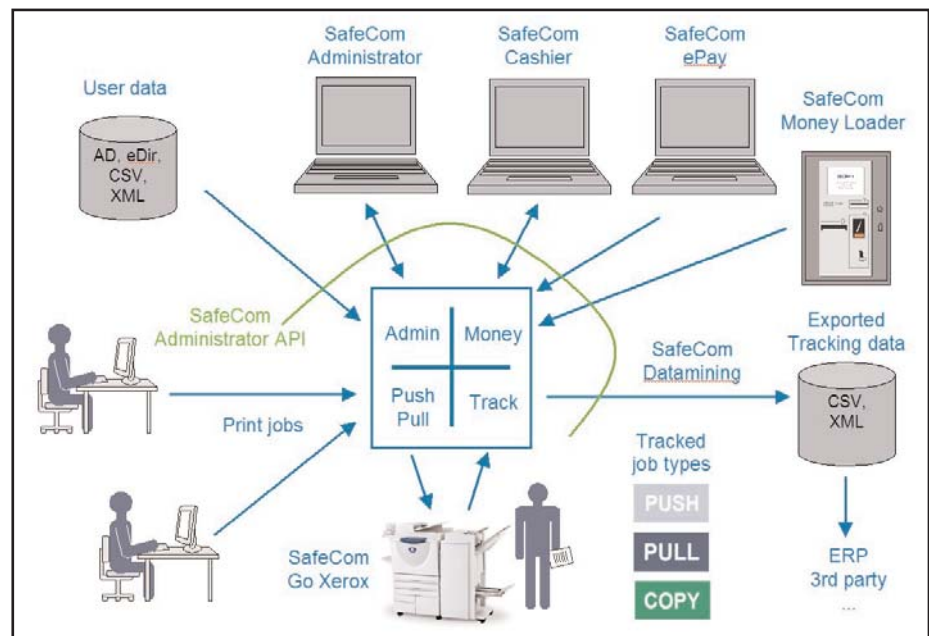 SafeCom
Administrator
SafeCom
Cashier
SafeCom
ePay
User data
SafeCom
Money Loader
AD, eDir,
CSV,
XML
SafeCom
Administrator API
Admin
Money
Push
Pull
Track
Print jobs
SafeCom
Datamining
Exported
Tracking data
CSV,
XML
Tracked
job types
PUSH
PULL
COPY
SafeCom
Go Xerox
ERP
3rd party
...